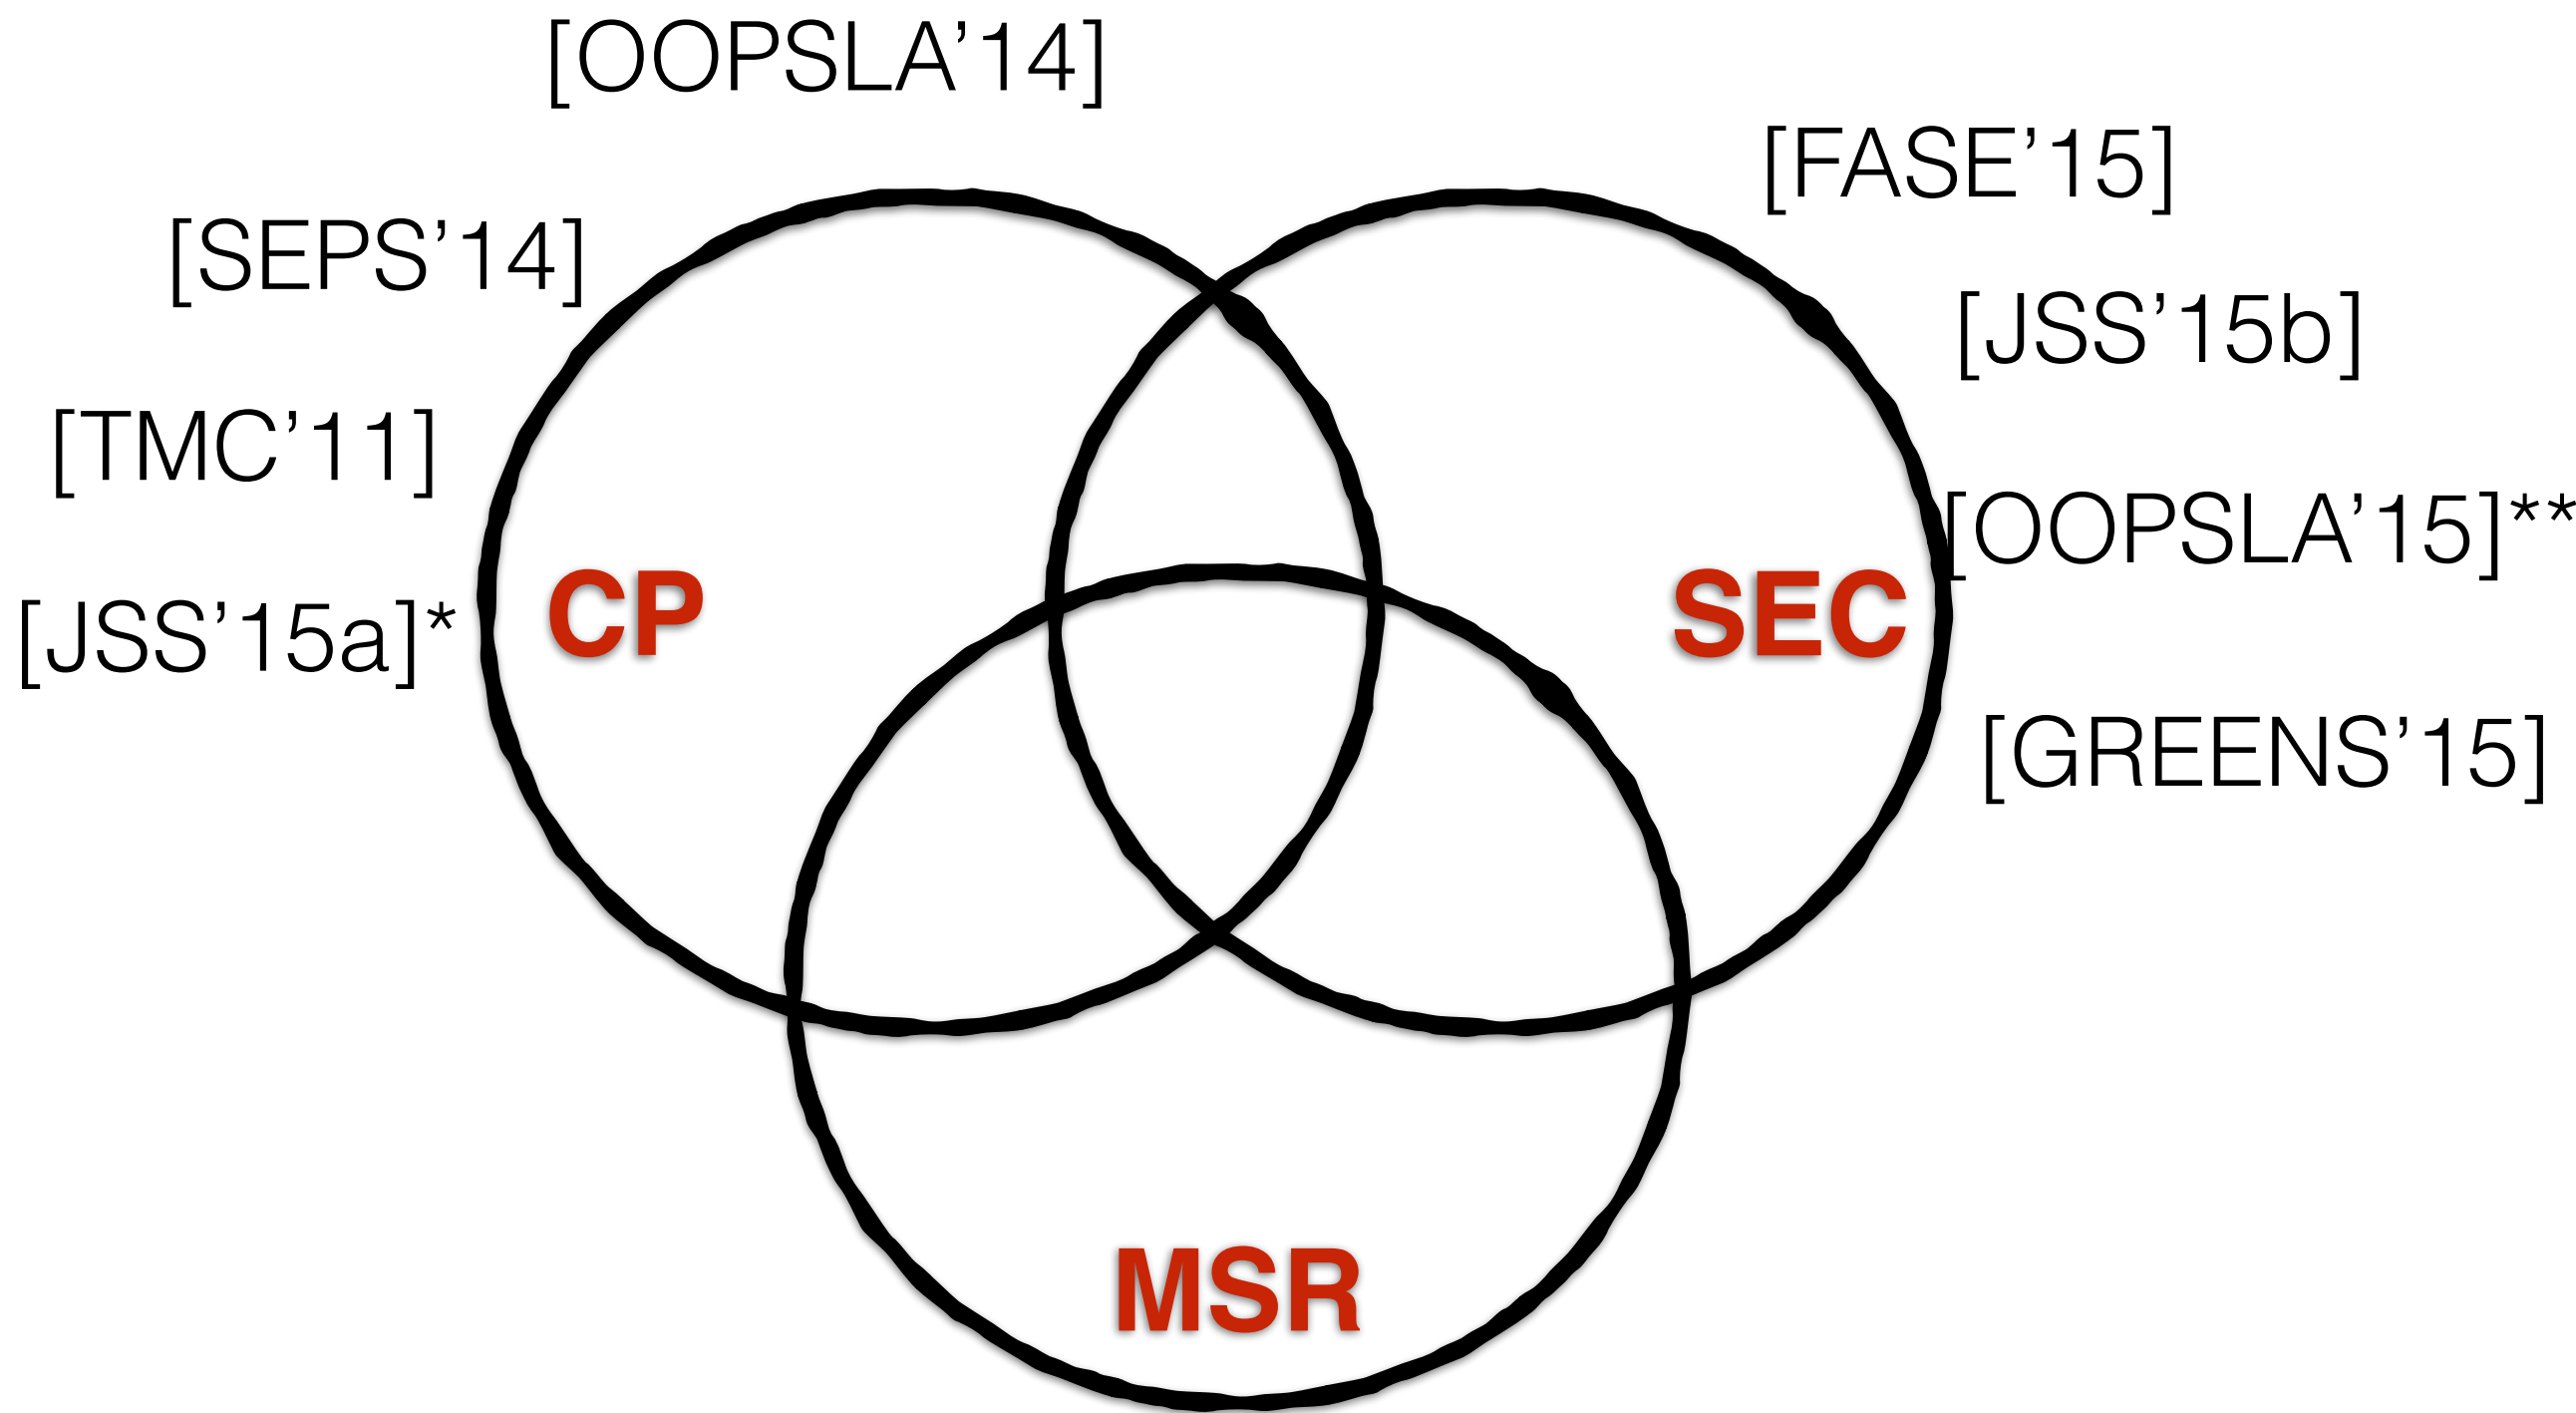 [OOPSLA’14]
[FASE’15]
[SEPS’14]
[JSS’15b]
[TMC’11]
[OOPSLA’15]**
[JSS’15a]*
CP
SEC
[GREENS’15]
MSR